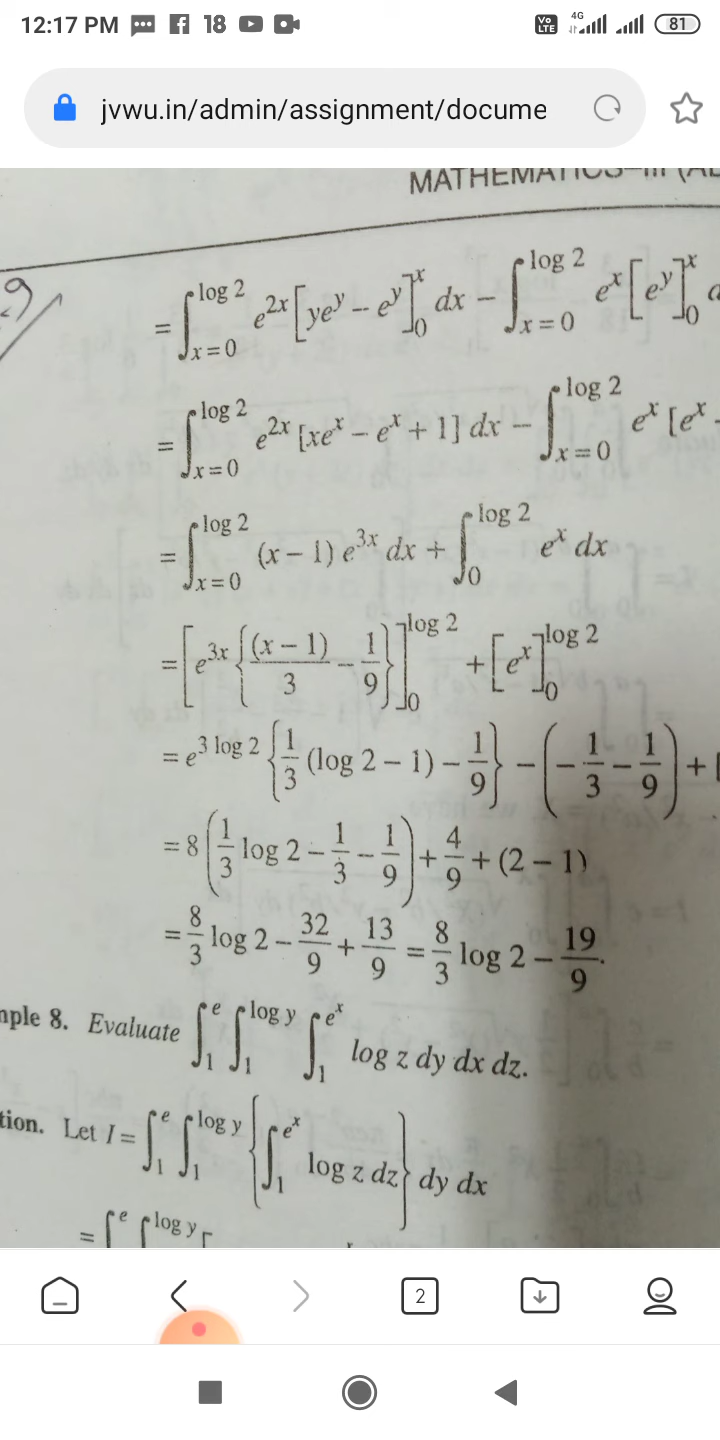 12:17 PM 18 Vo LTE 4G 81
jvwu.in/admin/assignment/docume
MATHEMATICS–III
= ∫_{x=0}^{log 2} e^{2x} [ye^y – e^y]_0^x dx – ∫_{x=0}^{log 2} e^x [e^y]_0^x
= ∫_{x=0}^{log 2} e^{2x} [xe^x – e^x + 1] dx – ∫_{x=0}^{log 2} e^x [e^x
= ∫_{x=0}^{log 2} (x – 1) e^{3x} dx + ∫_0^{log 2} e^x dx
= [e^{3x} {(x – 1)/3 – 1/9}]_0^{log 2} + [e^x]_0^{log 2}
= e^{3 log 2} {1/3 (log 2 – 1) – 1/9} – (– 1/3 – 1/9) +
= 8 (1/3 log 2 – 1/3 – 1/9) + 4/9 + (2 – 1)
= 8/3 log 2 – 32/9 + 13/9 = 8/3 log 2 – 19/9.
mple 8. Evaluate ∫_1^e ∫_1^{log y} ∫_1^{e^x} log z dy dx dz.
tion. Let I = ∫_1^e ∫_1^{log y} {∫_1^{e^x} log z dz} dy dx
= ∫^e ∫^{log y} [
2